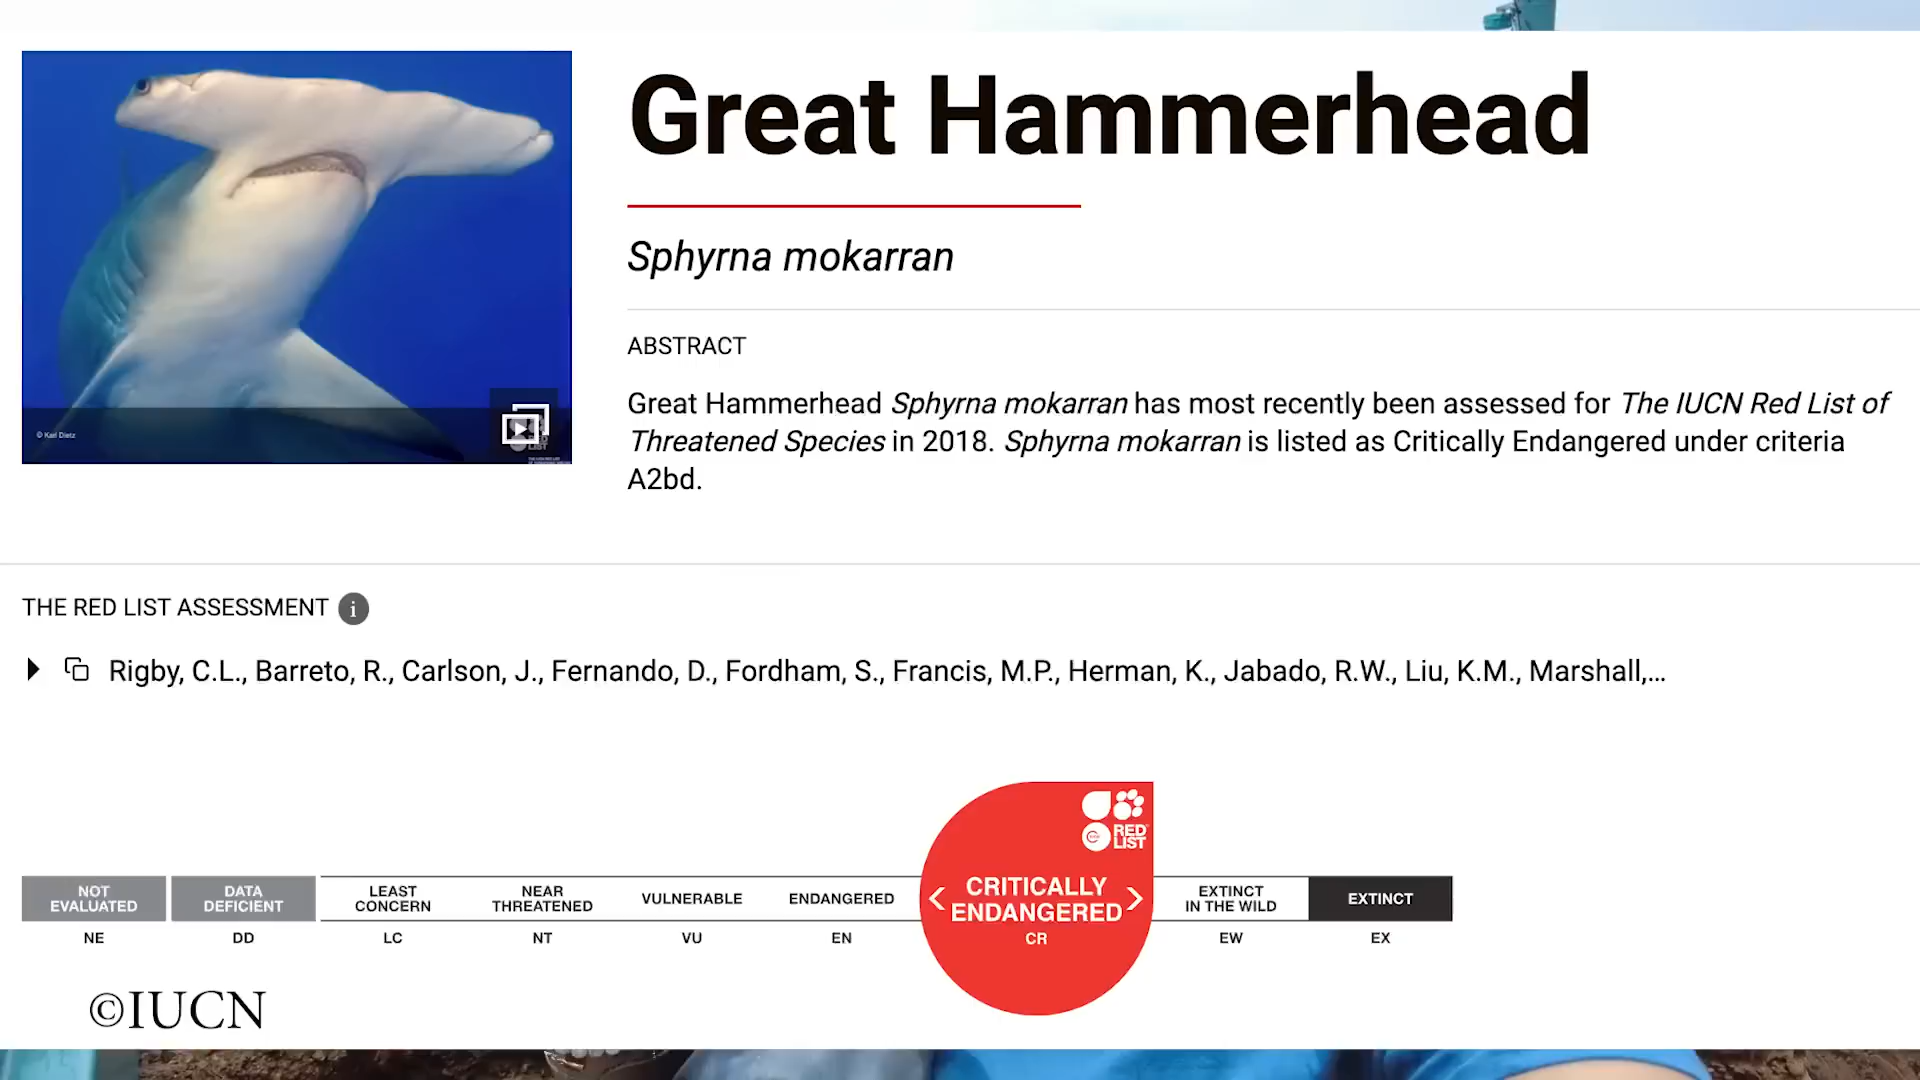 Great Hammerhead
Sphyrna mokarran
ABSTRACT
Great Hammerhead Sphyrna mokarran has most recently been assessed for The IUCN Red List of
Threatened Species in 2018. Sphyrna mokarran is listed as Critically Endangered under criteria
A2bd.
© Karl Dietz
THE RED LIST ASSESSMENT i
Rigby, C.L., Barreto, R., Carlson, J., Fernando, D., Fordham, S., Francis, M.P., Herman, K., Jabado, R.W., Liu, K.M., Marshall,...
RED
LIST
NOT
EVALUATED
NE
DATA
DEFICIENT
DD
LEAST
CONCERN
LC
NEAR
THREATENED
NT
VULNERABLE
VU
ENDANGERED
EN
< CRITICALLY
ENDANGERED >
CR
EXTINCT
IN THE WILD
EW
EXTINCT
EX
©IUCN